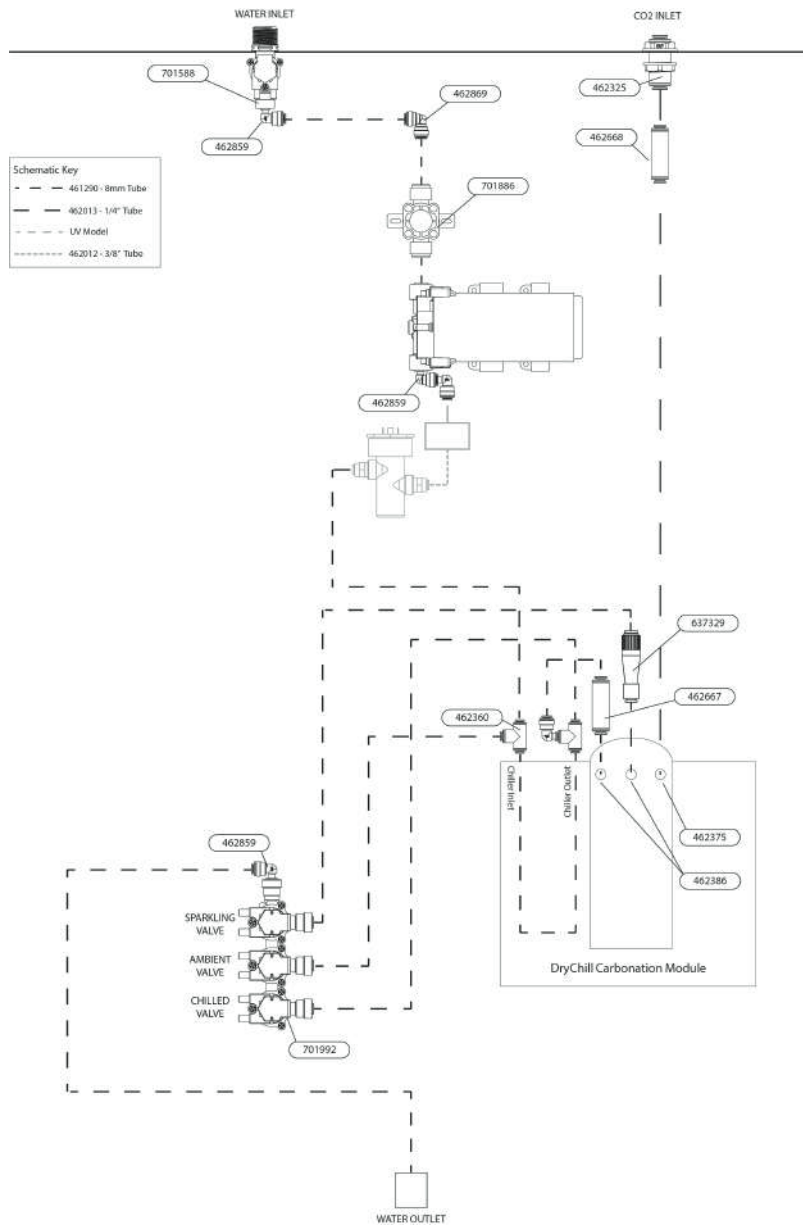 WATER INLET
CO2 INLET
701588
462859
462869
462325
462668
Schematic Key
461290 - 8mm Tube
462013 - 1/4" Tube
UV Model
462012 - 3/8" Tube
701886
462859
637329
462667
462360
Chiller Inlet
Chiller Outlet
462375
462386
462859
SPARKLING
VALVE
AMBIENT
VALVE
CHILLED
VALVE
701992
DryChill Carbonation Module
WATER OUTLET